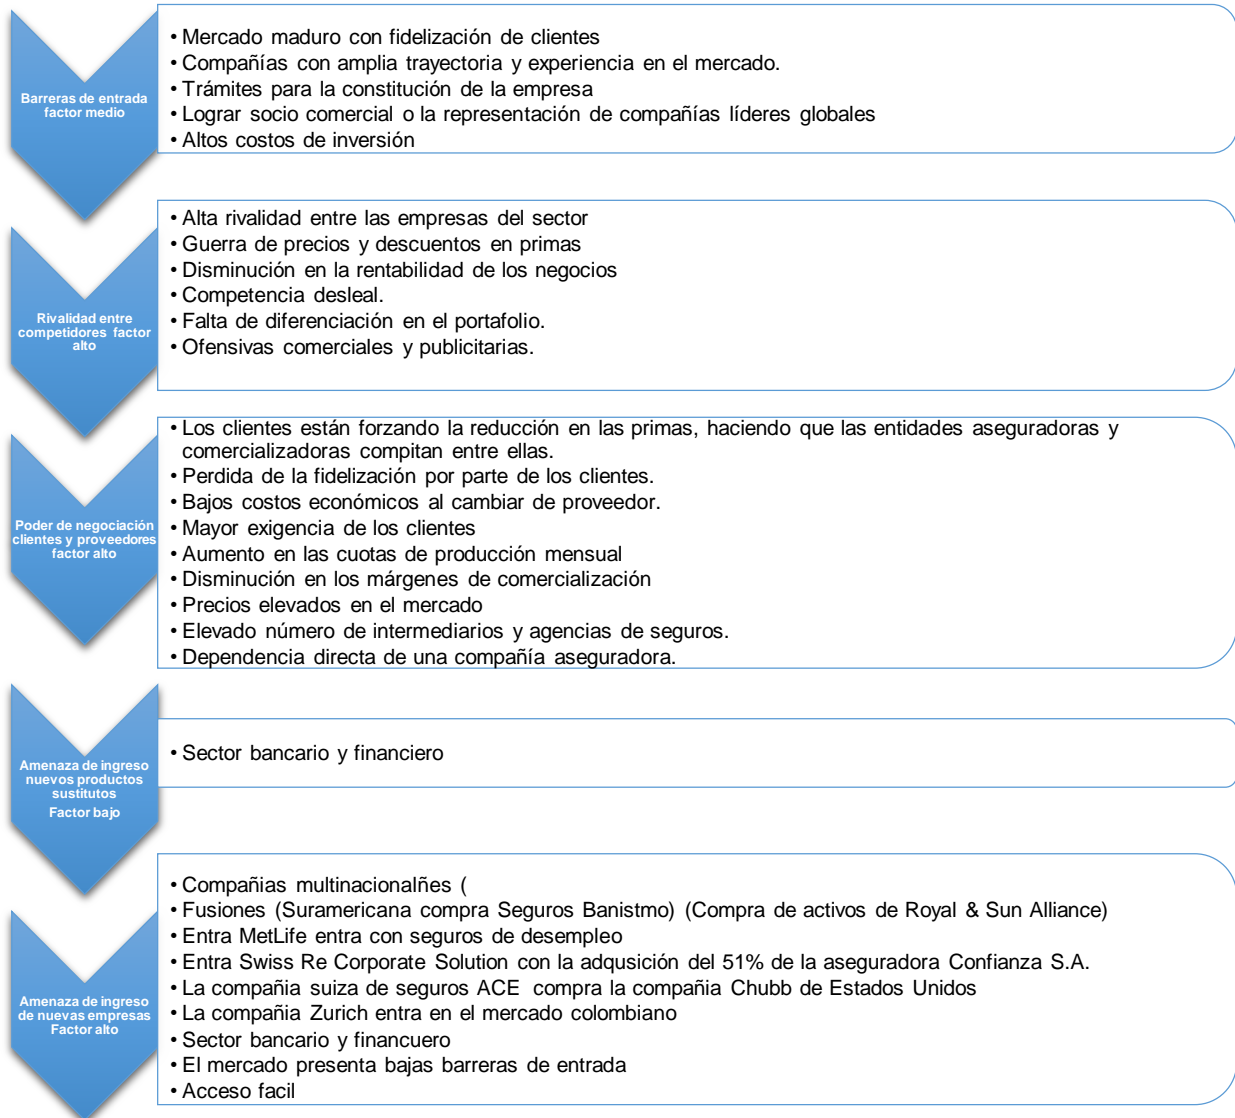 Barreras de entrada
factor medio
• Mercado maduro con fidelización de clientes
• Compañías con amplia trayectoria y experiencia en el mercado.
• Trámites para la constitución de la empresa
• Lograr socio comercial o la representación de compañías líderes globales
• Altos costos de inversión
Rivalidad entre
competidores factor
alto
• Alta rivalidad entre las empresas del sector
• Guerra de precios y descuentos en primas
• Disminución en la rentabilidad de los negocios
• Competencia desleal.
• Falta de diferenciación en el portafolio.
• Ofensivas comerciales y publicitarias.
Poder de negociación
clientes y proveedores
factor alto
• Los clientes están forzando la reducción en las primas, haciendo que las entidades aseguradoras y
comercializadoras compitan entre ellas.
• Perdida de la fidelización por parte de los clientes.
• Bajos costos económicos al cambiar de proveedor.
• Mayor exigencia de los clientes
• Aumento en las cuotas de producción mensual
• Disminución en los márgenes de comercialización
• Precios elevados en el mercado
• Elevado número de intermediarios y agencias de seguros.
• Dependencia directa de una compañía aseguradora.
Amenaza de ingreso
nuevos productos
sustitutos
Factor bajo
• Sector bancario y financiero
Amenaza de ingreso
de nuevas empresas
Factor alto
• Compañias multinacionalñes (
• Fusiones (Suramericana compra Seguros Banistmo) (Compra de activos de Royal & Sun Alliance)
• Entra MetLife entra con seguros de desempleo
• Entra Swiss Re Corporate Solution con la adqusición del 51% de la aseguradora Confianza S.A.
• La compañia suiza de seguros ACE compra la compañia Chubb de Estados Unidos
• La compañia Zurich entra en el mercado colombiano
• Sector bancario y financuero
• El mercado presenta bajas barreras de entrada
• Acceso facil